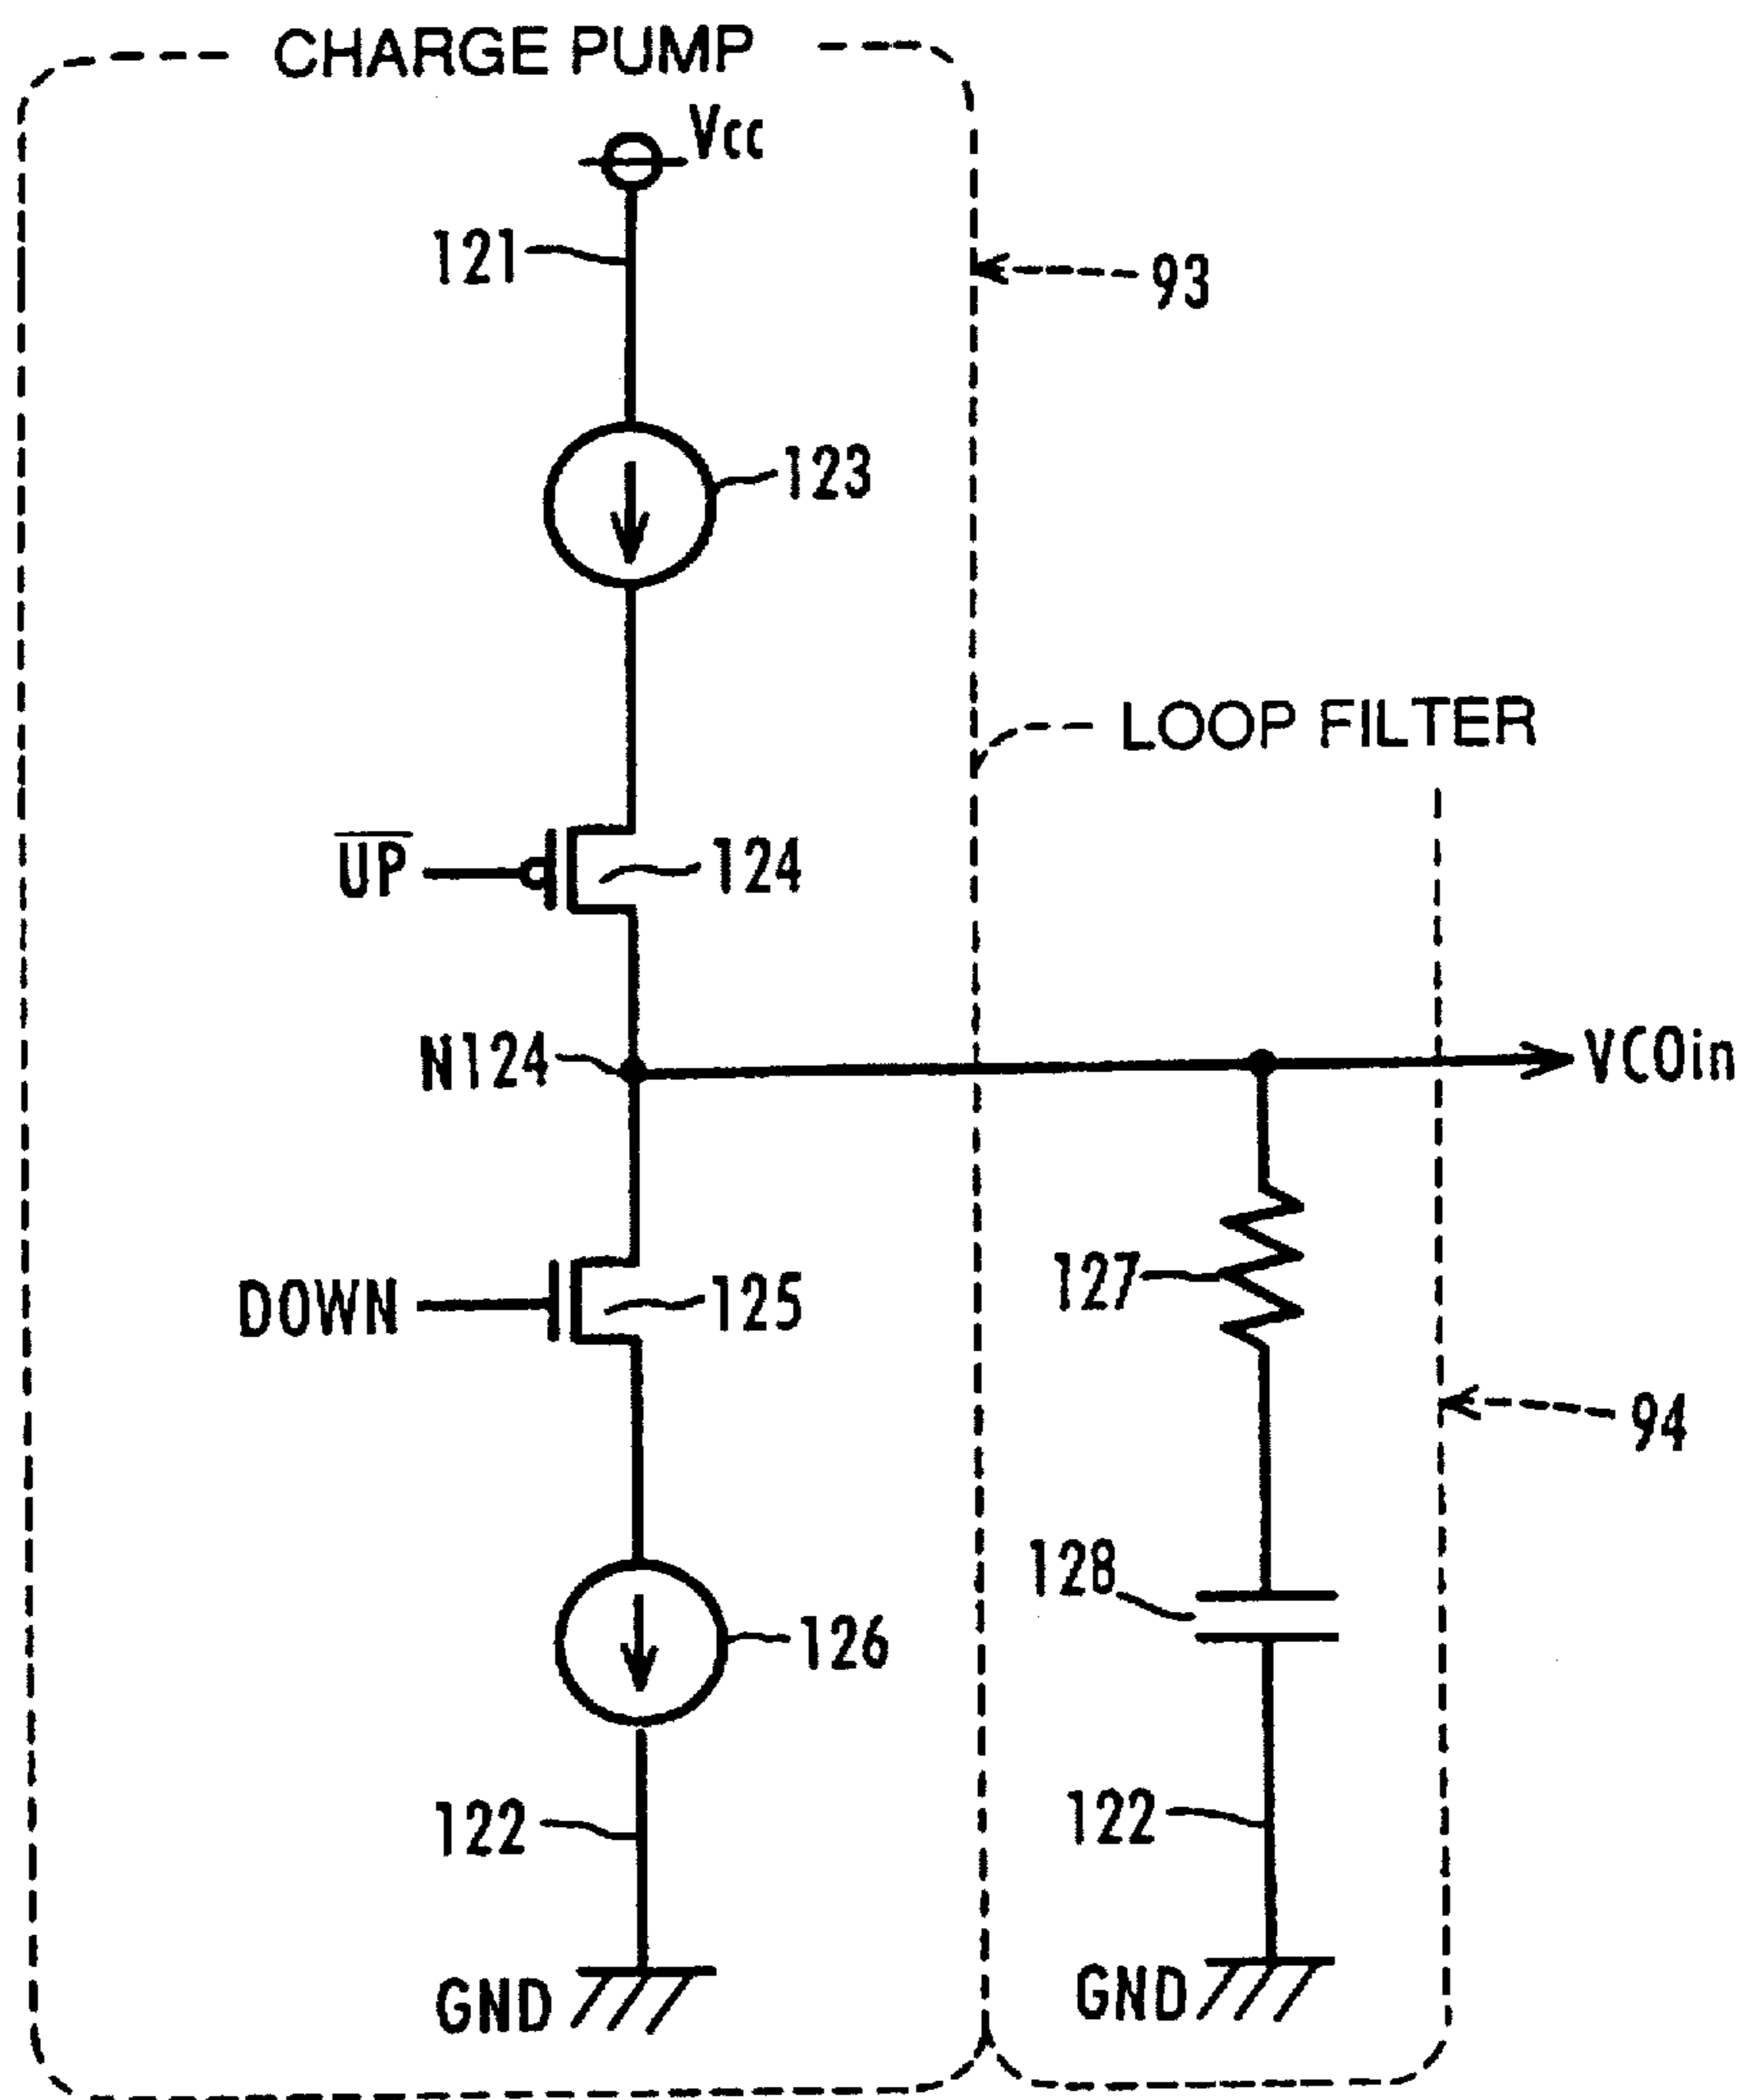 CHARGE PUMP
Vcc
121
93
123
LOOP FILTER
U̅P̅
124
N124
VCOin
DOWN
125
127
94
128
126
122
122
GND
GND